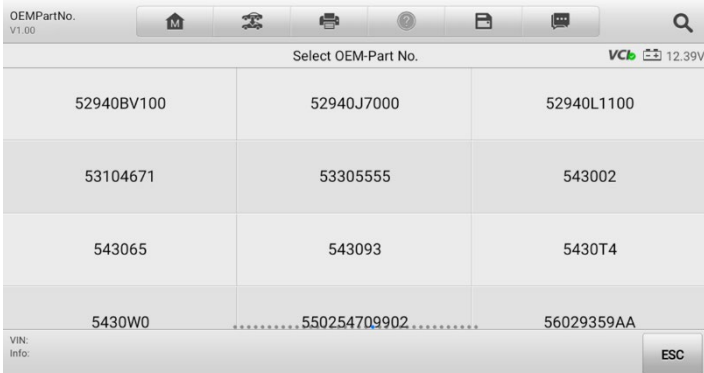 OEMPartNo.
V1.00
M
?
Select OEM-Part No.
VCI 12.39V
52940BV100 52940J7000 52940L1100
53104671 53305555 543002
543065 543093 5430T4
5430W0 550254709902 56029359AA
VIN:
Info:
ESC